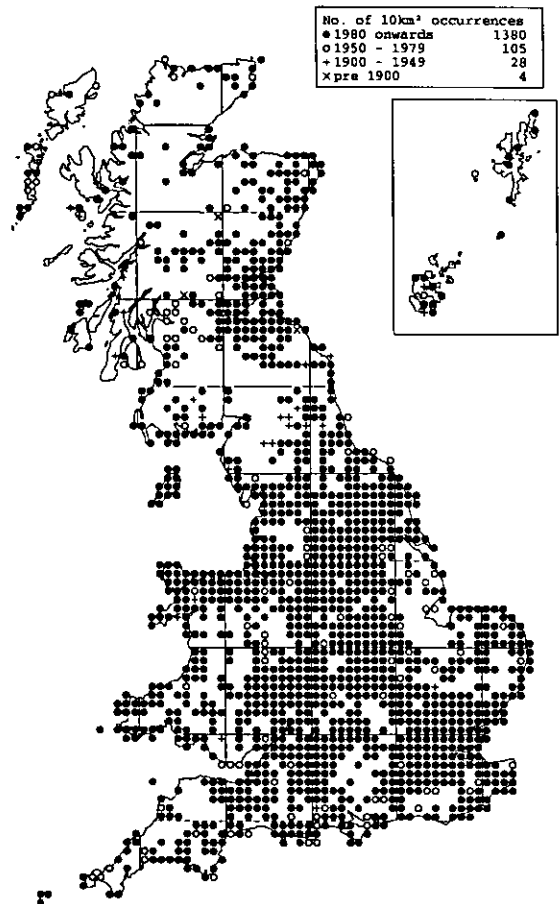 No. of 10km² occurrences
● 1980 onwards 1380
○ 1950 - 1979 105
+ 1900 - 1949 28
× pre 1900 4